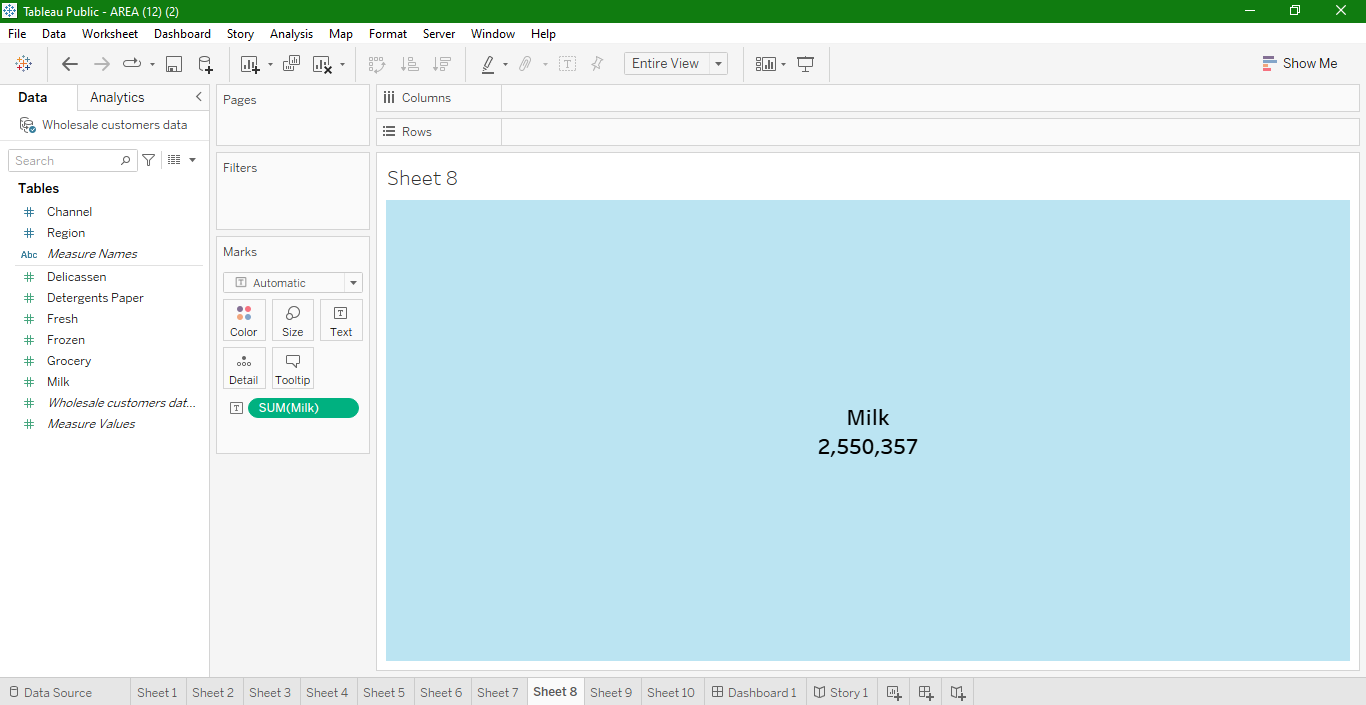 Tableau Public - AREA (12) (2)
File Data Worksheet Dashboard Story Analysis Map Format Server Window Help
Entire View
Show Me
Data Analytics
Wholesale customers data
Search
Tables
# Channel
# Region
Abc Measure Names
# Delicassen
# Detergents Paper
# Fresh
# Frozen
# Grocery
# Milk
# Wholesale customers dat...
# Measure Values
Pages
Filters
Marks
T Automatic
Color Size Text
Detail Tooltip
T SUM(Milk)
Columns
Rows
Sheet 8
Milk
2,550,357
Data Source Sheet 1 Sheet 2 Sheet 3 Sheet 4 Sheet 5 Sheet 6 Sheet 7 Sheet 8 Sheet 9 Sheet 10 Dashboard 1 Story 1